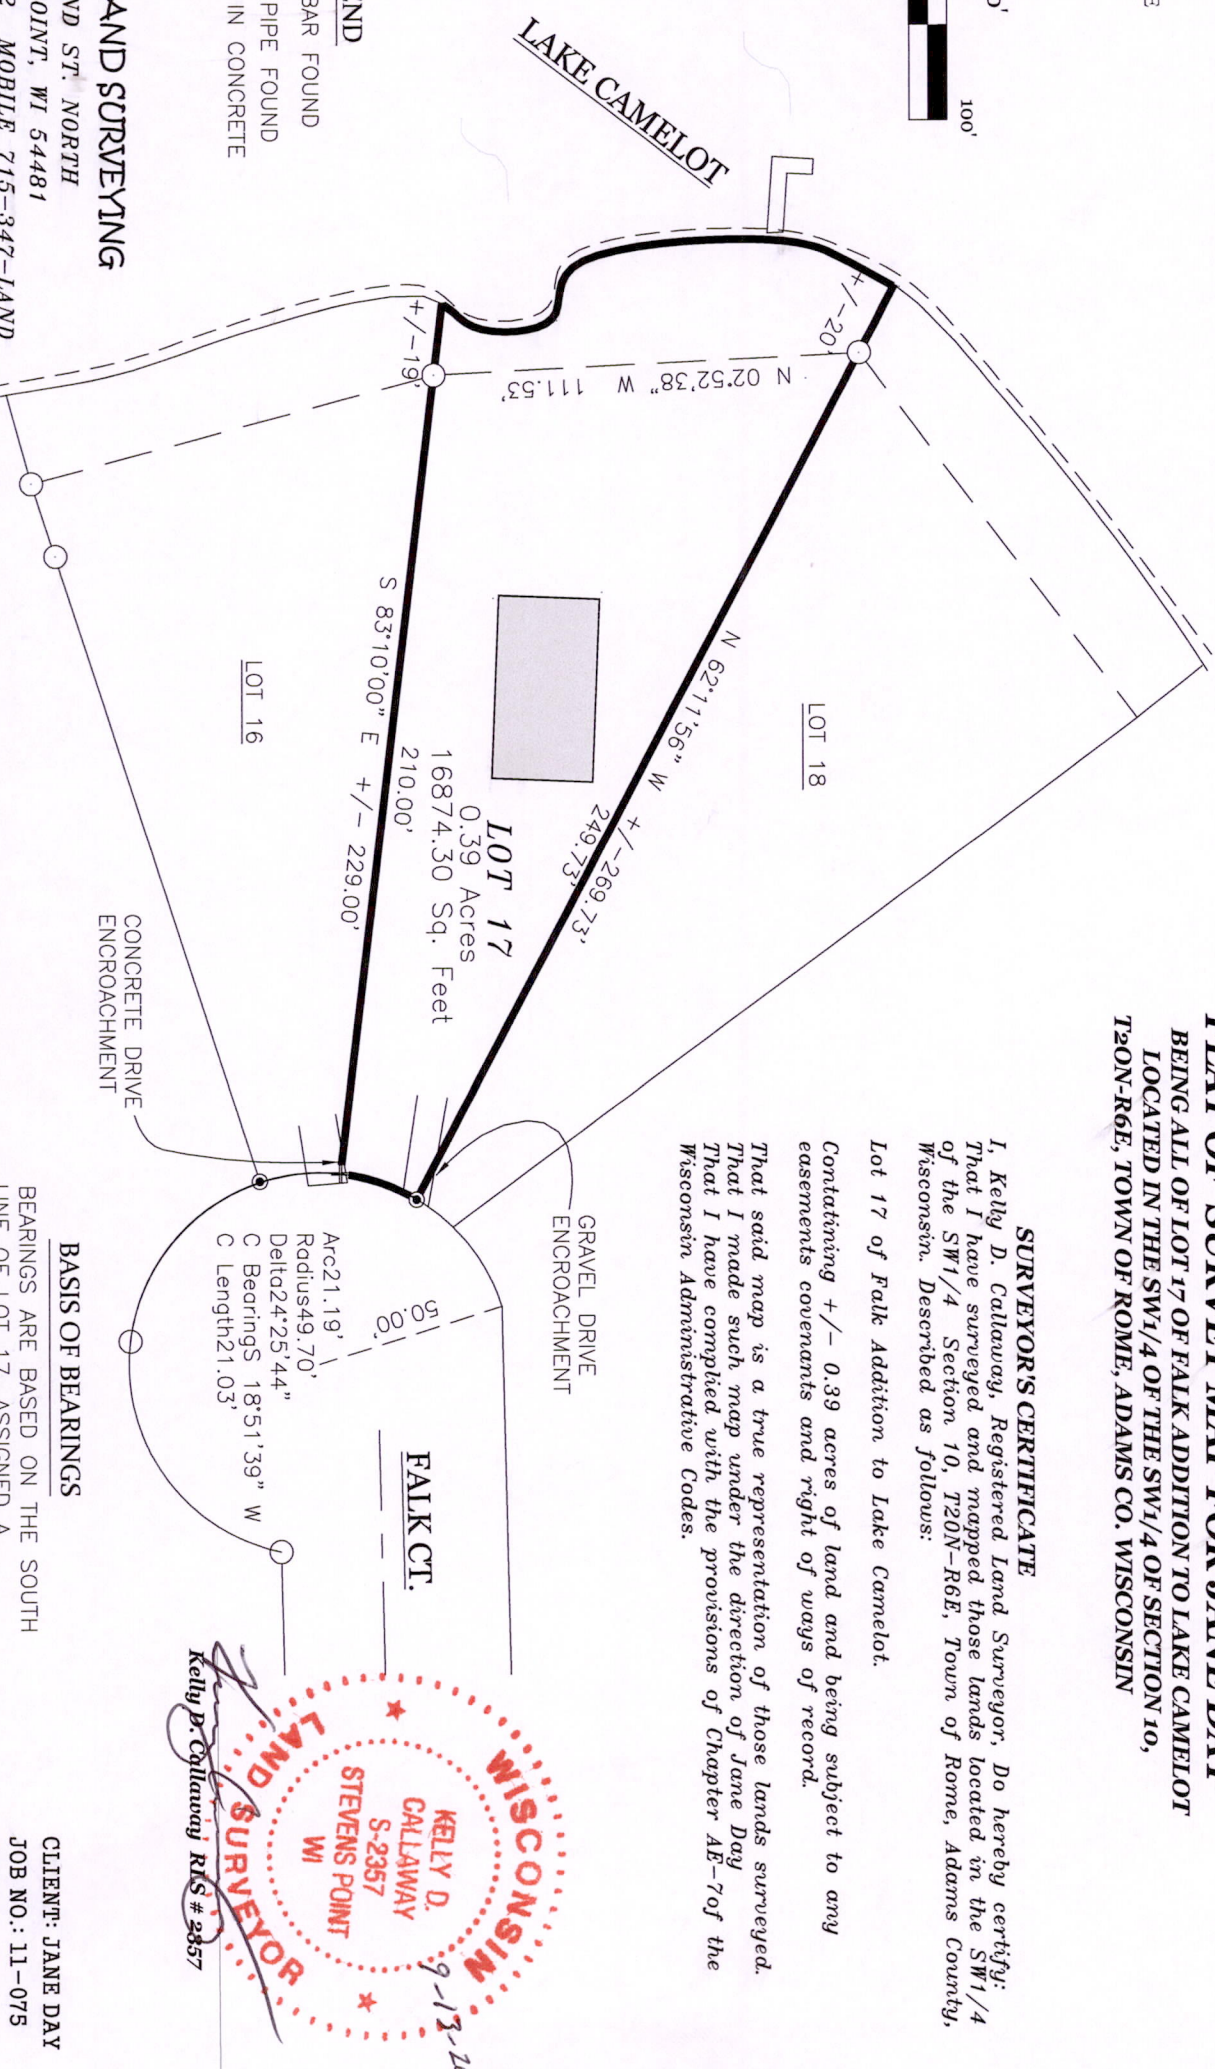 PLAT OF SURVEY MAP FOR JANE DAY
BEING ALL OF LOT 17 OF FALK ADDITION TO LAKE CAMELOT
LOCATED IN THE SW1/4 OF THE SW1/4 OF SECTION 10,
T20N-R6E, TOWN OF ROME, ADAMS CO. WISCONSIN
SURVEYOR'S CERTIFICATE
I, Kelly D. Callaway, Registered Land Surveyor, Do hereby certify:
That I have surveyed and mapped those lands located in the SW1/4
of the SW1/4 Section 10, T20N-R6E, Town of Rome, Adams County,
Wisconsin. Described as follows:
Lot 17 of Falk Addition to Lake Camelot.
Contatining +/- 0.39 acres of land and being subject to any
easements covenants and right of ways of record.
That said map is a true representation of those lands surveyed.
That I made such map under the direction of Jane Day
That I have complied with the provisions of Chapter AE-7of the
Wisconsin Administrative Codes.
100'
LAKE CAMELOT
+/-20'
N 02°52'38" W 111.53'
+/-19'
LOT 18
N 62°11'56" W +/-269.73'
249.73'
LOT 17
0.39 Acres
16874.30 Sq. Feet
210.00'
S 83°10'00" E +/- 229.00'
LOT 16
GRAVEL DRIVE
ENCROACHMENT
CONCRETE DRIVE
ENCROACHMENT
50.00'
Arc21.19'
Radius49.70'
Delta24°25'44"
C BearingS 18°51'39" W
C Length21.03'
FALK CT.
WISCONSIN
KELLY D.
CALLAWAY
S-2357
STEVENS POINT
WI
LAND SURVEYOR
Kelly D. Callaway RLS # 2357
BAR FOUND
PIPE FOUND
IN CONCRETE
AND SURVEYING
ND ST. NORTH
OINT, WI 54481
MOBILE 715-347-LAND
BASIS OF BEARINGS
BEARINGS ARE BASED ON THE SOUTH
LINE OF LOT 17, ASSIGNED A
CLIENT: JANE DAY
JOB NO.: 11-075